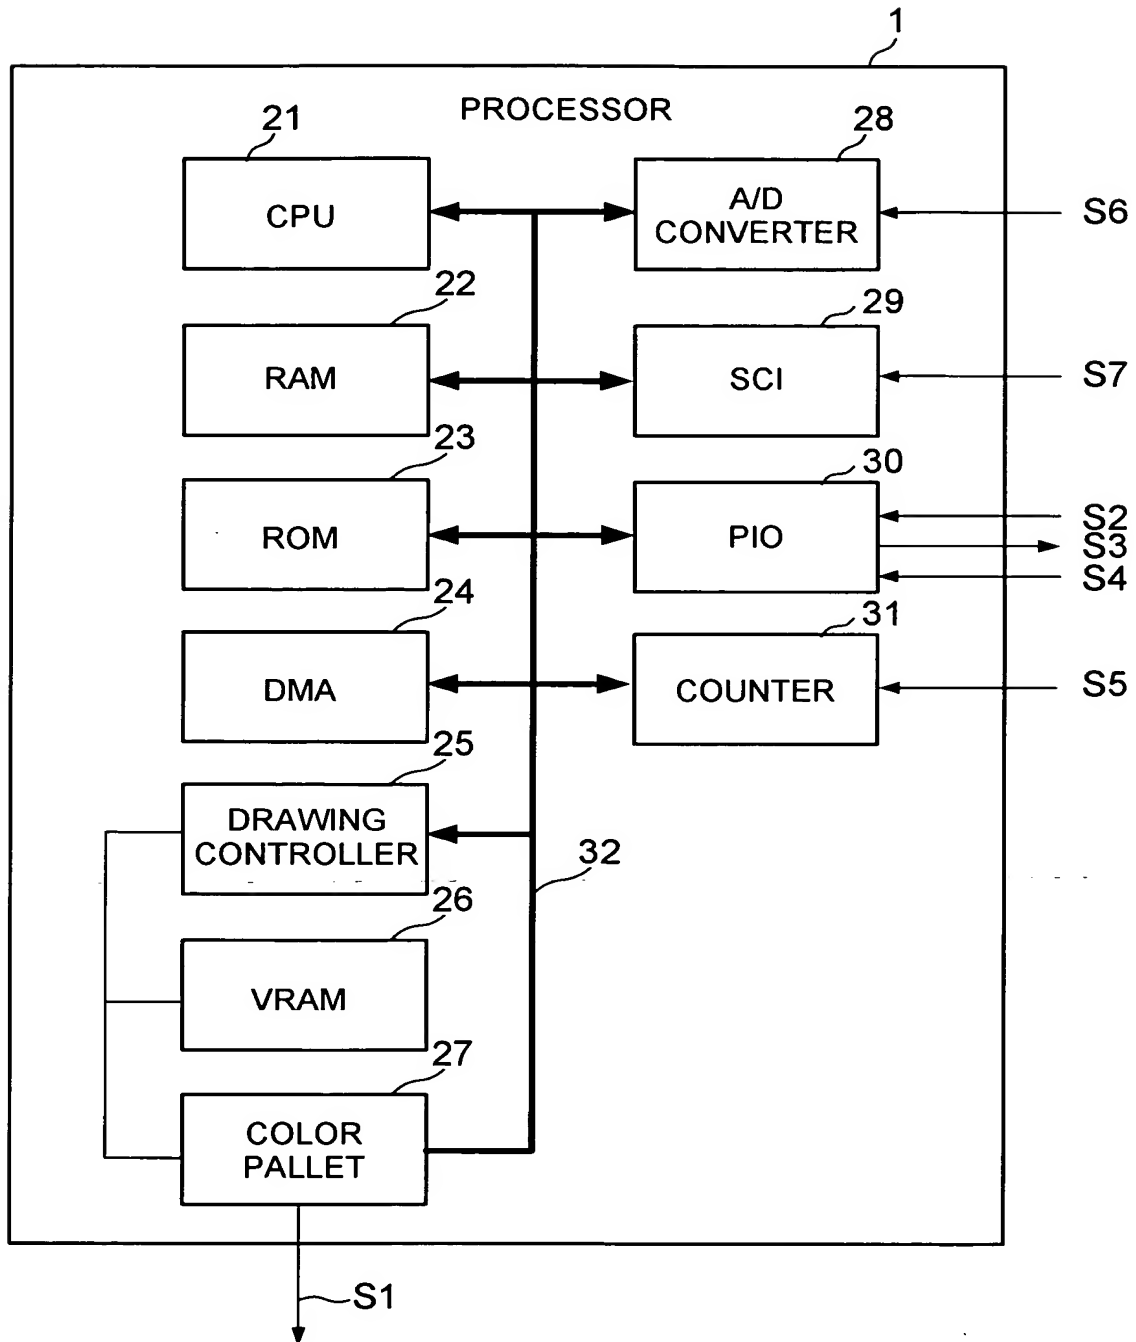 1
PROCESSOR
21
CPU
28
A/D
CONVERTER
S6
22
RAM
29
SCI
S7
23
ROM
30
PIO
S2
S3
S4
24
DMA
31
COUNTER
S5
25
DRAWING
CONTROLLER
32
26
VRAM
27
COLOR
PALLET
S1